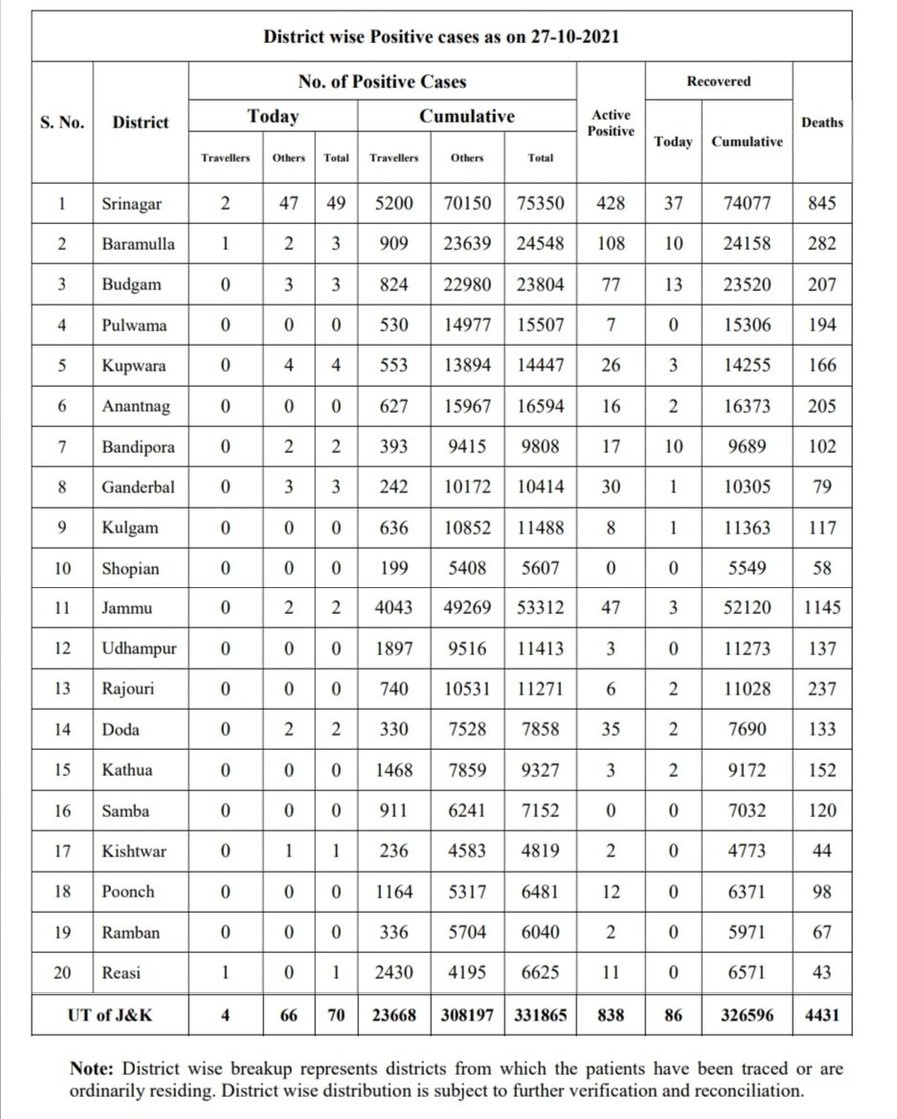 District wise Positive cases as on 27-10-2021
S. No. District No. of Positive Cases Active Positive Recovered Deaths
Today Cumulative Today Cumulative
Travellers Others Total Travellers Others Total
1 Srinagar 2 47 49 5200 70150 75350 428 37 74077 845
2 Baramulla 1 2 3 909 23639 24548 108 10 24158 282
3 Budgam 0 3 3 824 22980 23804 77 13 23520 207
4 Pulwama 0 0 0 530 14977 15507 7 0 15306 194
5 Kupwara 0 4 4 553 13894 14447 26 3 14255 166
6 Anantnag 0 0 0 627 15967 16594 16 2 16373 205
7 Bandipora 0 2 2 393 9415 9808 17 10 9689 102
8 Ganderbal 0 3 3 242 10172 10414 30 1 10305 79
9 Kulgam 0 0 0 636 10852 11488 8 1 11363 117
10 Shopian 0 0 0 199 5408 5607 0 0 5549 58
11 Jammu 0 2 2 4043 49269 53312 47 3 52120 1145
12 Udhampur 0 0 0 1897 9516 11413 3 0 11273 137
13 Rajouri 0 0 0 740 10531 11271 6 2 11028 237
14 Doda 0 2 2 330 7528 7858 35 2 7690 133
15 Kathua 0 0 0 1468 7859 9327 3 2 9172 152
16 Samba 0 0 0 911 6241 7152 0 0 7032 120
17 Kishtwar 0 1 1 236 4583 4819 2 0 4773 44
18 Poonch 0 0 0 1164 5317 6481 12 0 6371 98
19 Ramban 0 0 0 336 5704 6040 2 0 5971 67
20 Reasi 1 0 1 2430 4195 6625 11 0 6571 43
UT of J&K 4 66 70 23668 308197 331865 838 86 326596 4431
Note: District wise breakup represents districts from which the patients have been traced or are
ordinarily residing. District wise distribution is subject to further verification and reconciliation.